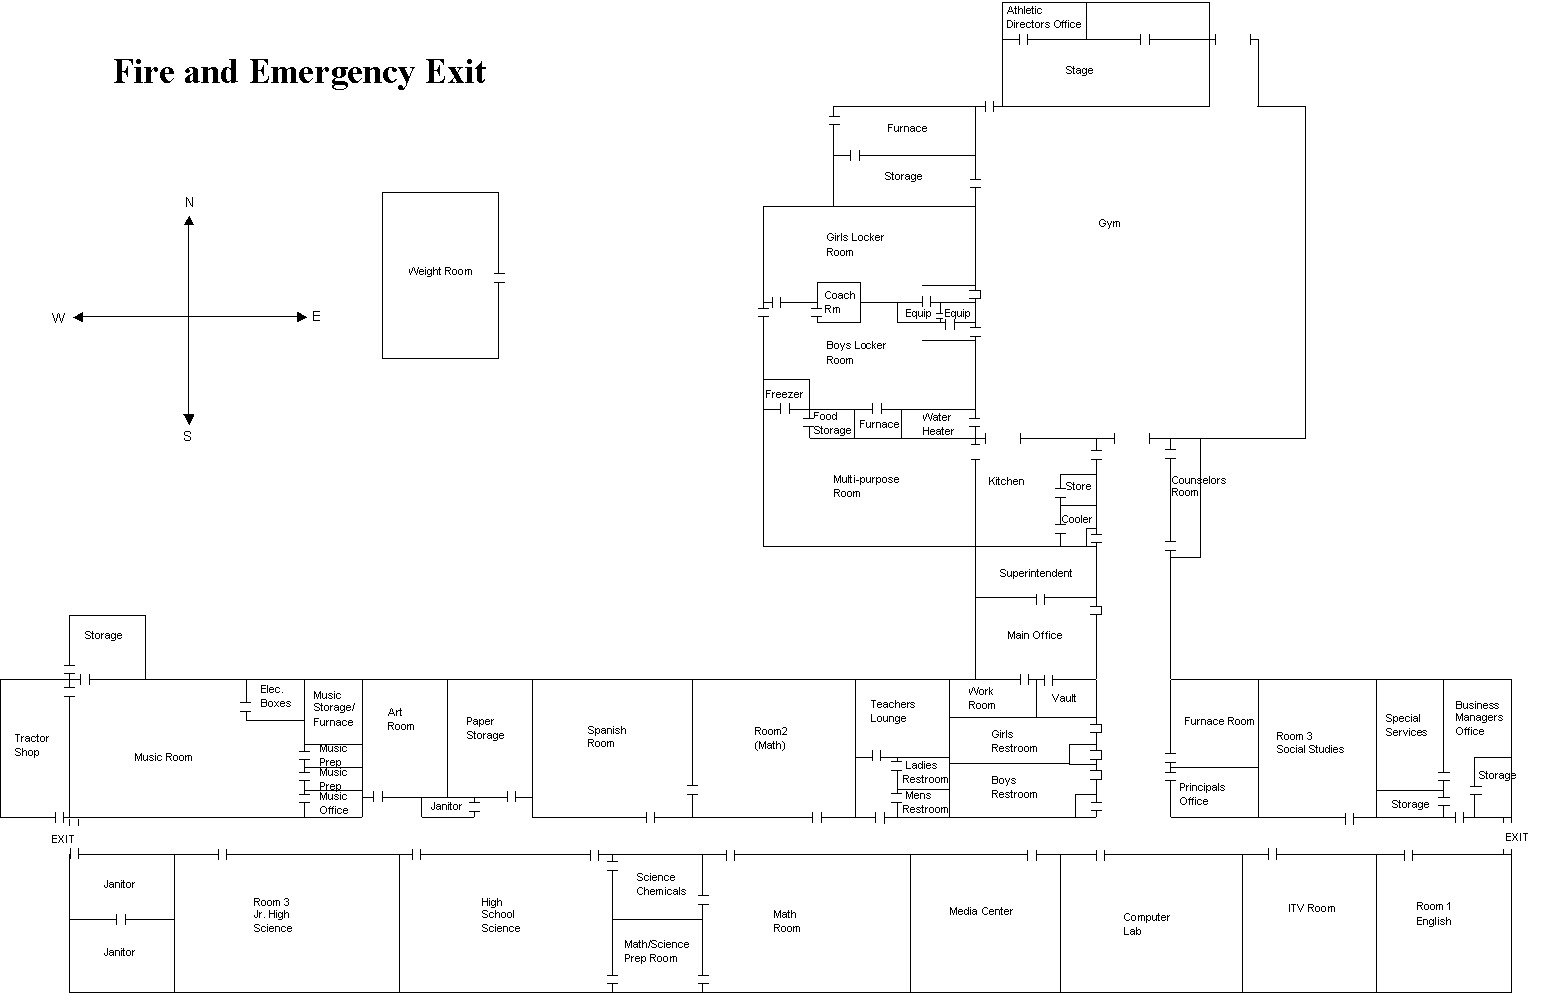 Fire and Emergency Exit
Athletic
Directors Office
Stage
Furnace
Storage
Gym
N
W
E
S
Weight Room
Girls Locker
Room
Coach
Rm
Equip
Equip
Boys Locker
Room
Freezer
Food
Storage
Furnace
Water
Heater
Multi-purpose
Room
Kitchen
Store
Cooler
Counselors
Room
Superintendent
Main Office
Storage
Tractor
Shop
Music Room
Elec.
Boxes
Music
Storage/
Furnace
Music
Prep
Music
Prep
Music
Office
Art
Room
Paper
Storage
Janitor
Spanish
Room
Room2
(Math)
Teachers
Lounge
Ladies
Restroom
Mens
Restroom
Work
Room
Vault
Girls
Restroom
Boys
Restroom
Furnace Room
Principals
Office
Room 3
Social Studies
Special
Services
Storage
Business
Managers
Office
Storage
EXIT
EXIT
Janitor
Janitor
Room 3
Jr. High
Science
High
School
Science
Science
Chemicals
Math/Science
Prep Room
Math
Room
Media Center
Computer
Lab
ITV Room
Room 1
English